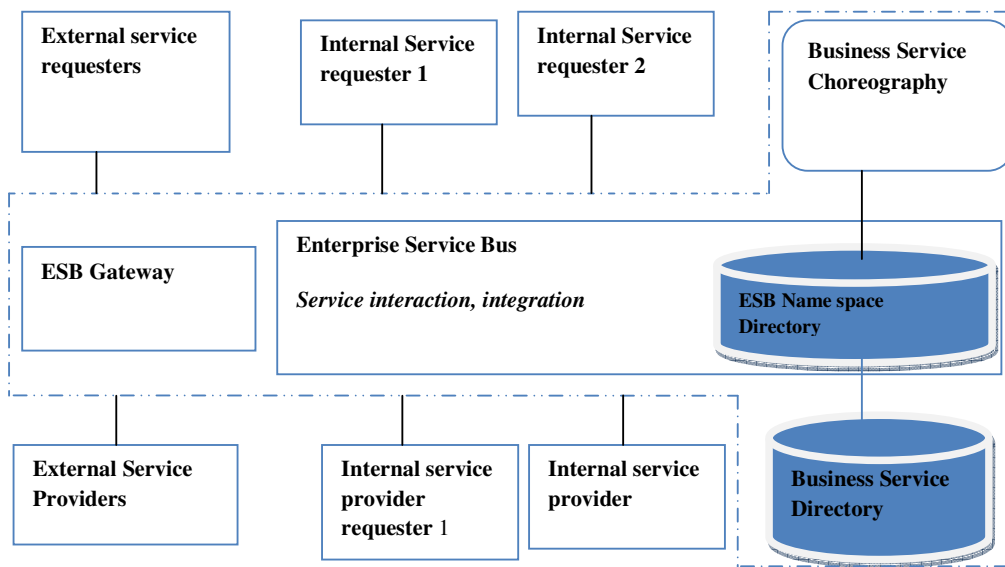 External service
requesters
Internal Service
requester 1
Internal Service
requester 2
Business Service
Choreography
ESB Gateway
Enterprise Service Bus
Service interaction, integration
ESB Name space
Directory
External Service
Providers
Internal service
provider
requester 1
Internal service
provider
Business Service
Directory